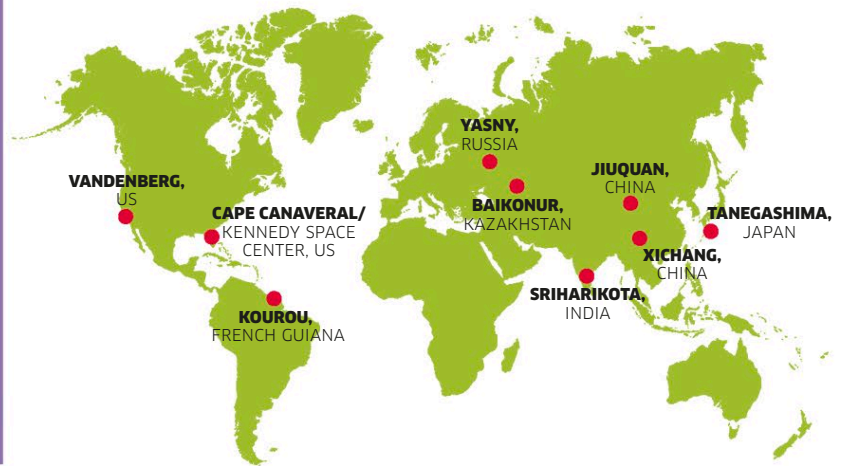 YASNY,
RUSSIA
VANDENBERG,
US
CAPE CANAVERAL/
KENNEDY SPACE
CENTER, US
BAIKONUR,
KAZAKHSTAN
JIUQUAN,
CHINA
TANEGASHIMA,
JAPAN
XICHANG,
CHINA
SRIHARIKOTA,
INDIA
KOUROU,
FRENCH GUIANA